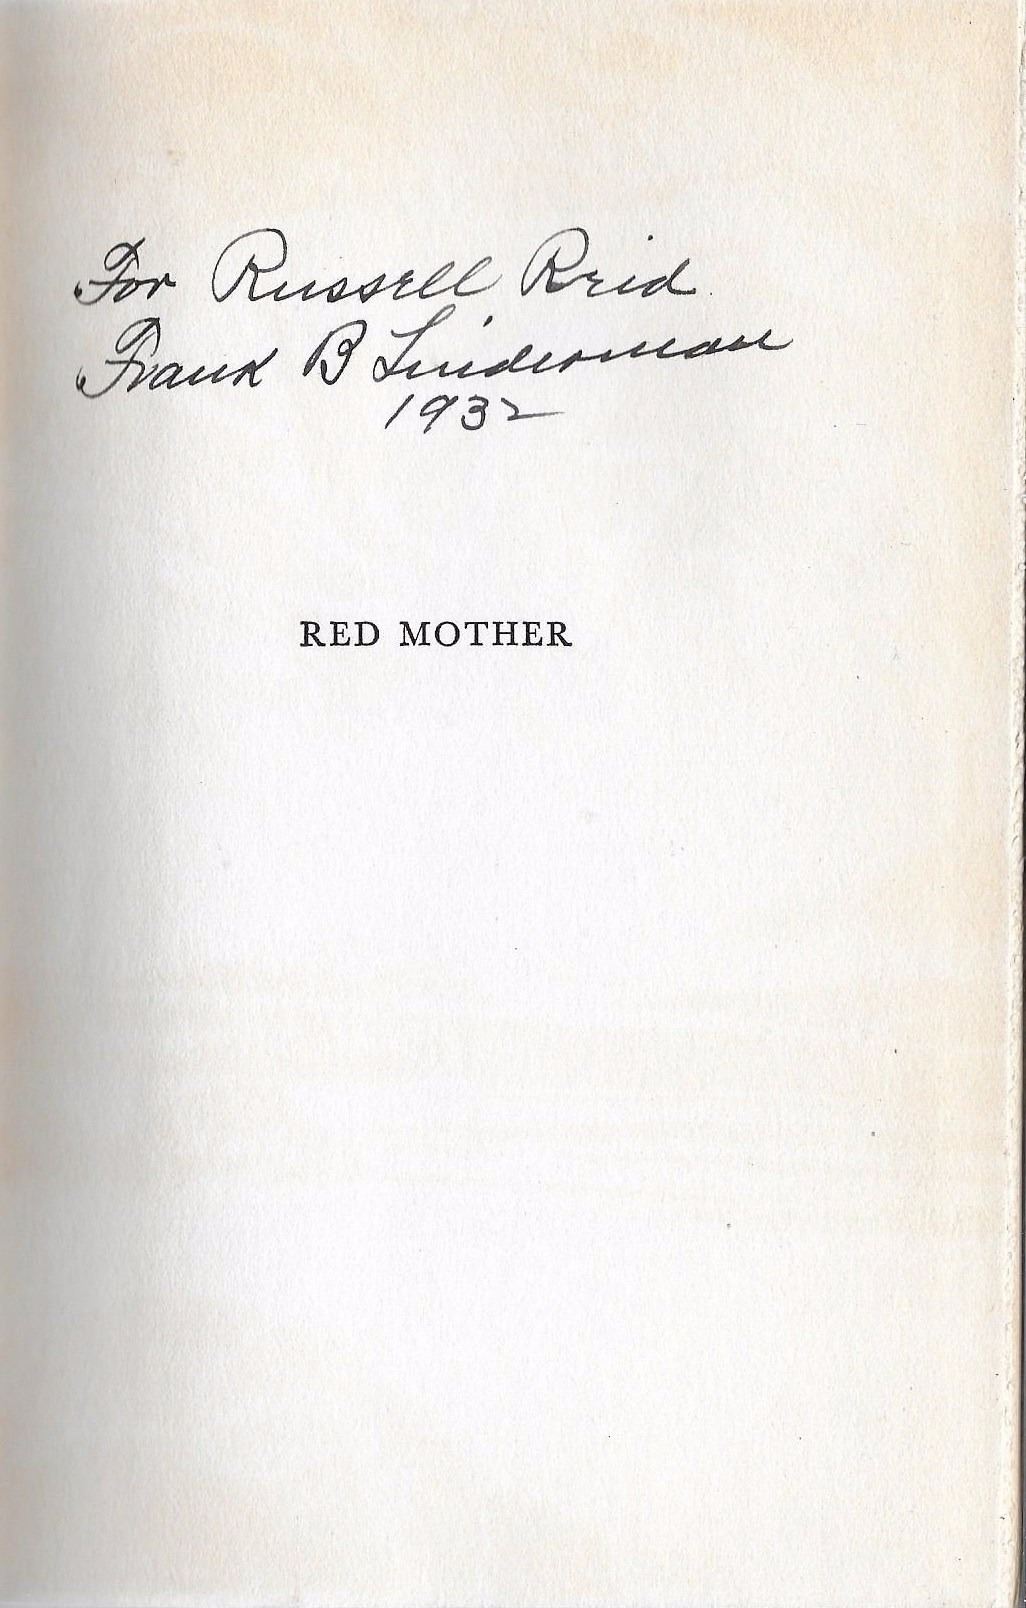 For Russell Reid
Frank B Linderman
1932
RED MOTHER